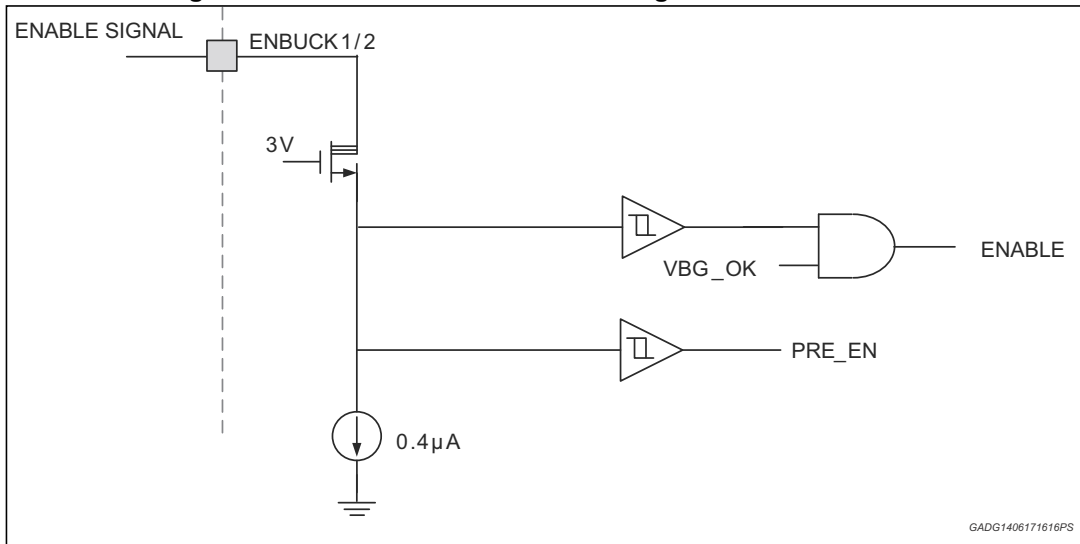 ENABLE SIGNAL
ENBUCK1/2
3V
VBG_OK
ENABLE
PRE_EN
0.4µA
GADG1406171616PS